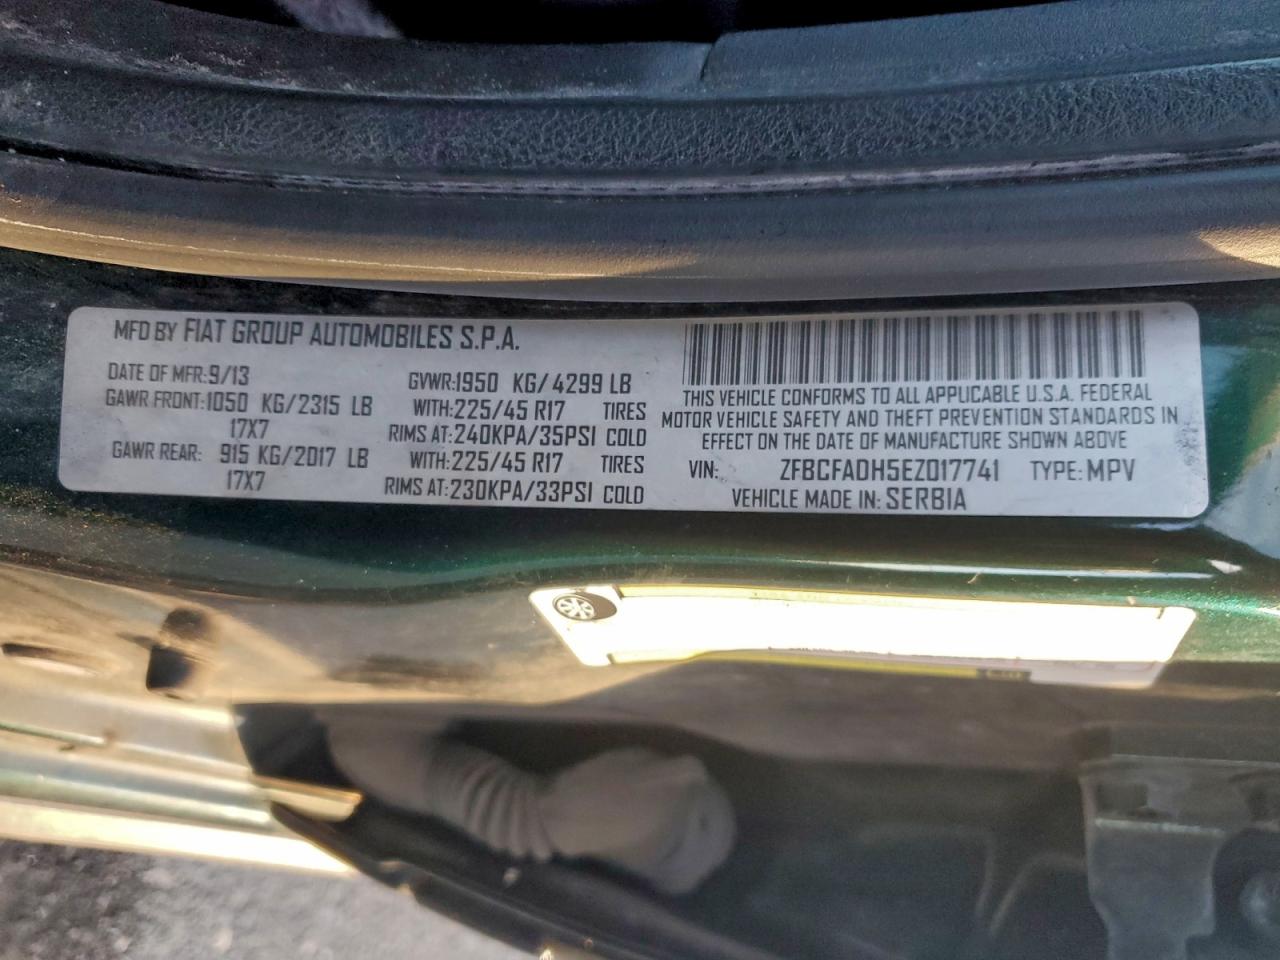 MFD BY FIAT GROUP AUTOMOBILES S.P.A.
DATE OF MFR: 9/13 GVWR: 1950 KG/ 4299 LB
GAWR FRONT: 1050 KG/2315 LB WITH: 225/45 R17 TIRES
17X7 RIMS AT: 240KPA/35PSI COLD
GAWR REAR: 915 KG/2017 LB WITH: 225/45 R17 TIRES
17X7 RIMS AT: 230KPA/33PSI COLD
THIS VEHICLE CONFORMS TO ALL APPLICABLE U.S.A. FEDERAL
MOTOR VEHICLE SAFETY AND THEFT PREVENTION STANDARDS IN
EFFECT ON THE DATE OF MANUFACTURE SHOWN ABOVE
VIN: ZFBCFADH5EZ017741 TYPE: MPV
VEHICLE MADE IN: SERBIA